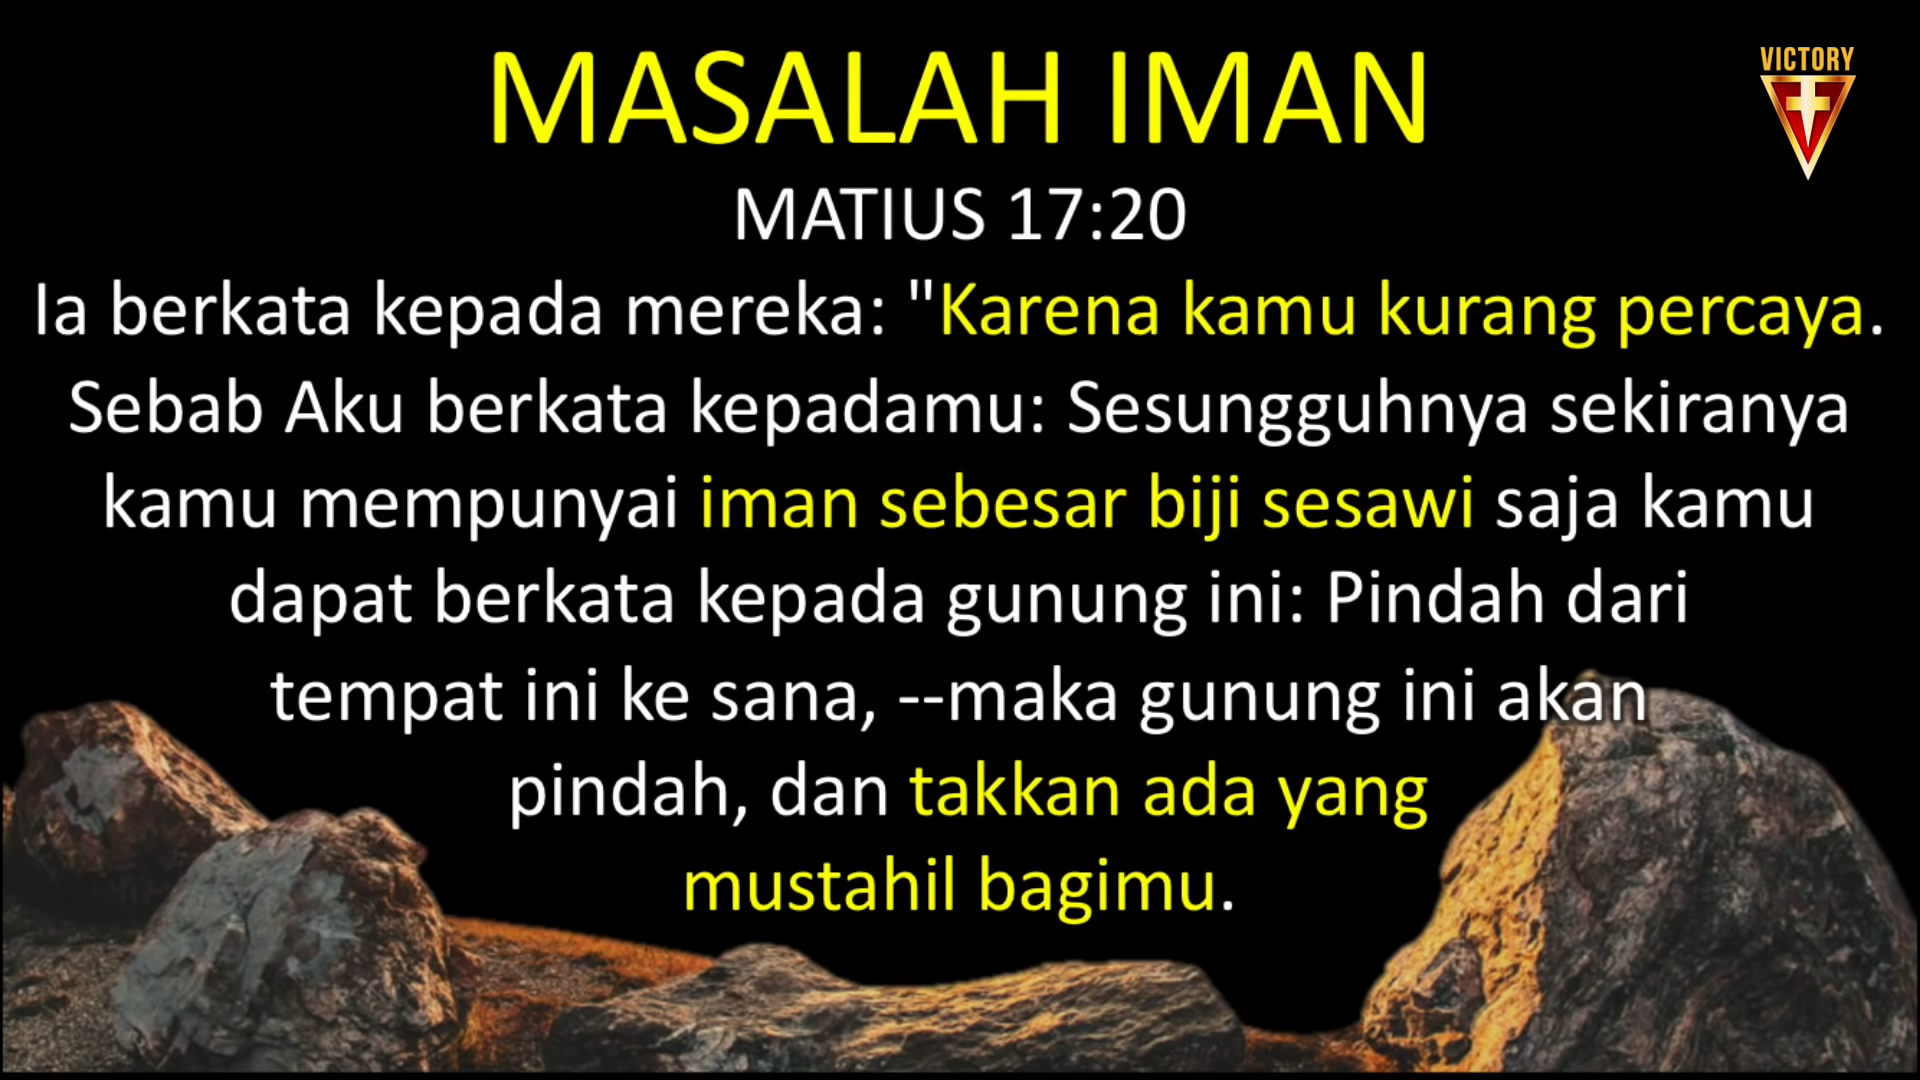 MASALAH IMAN
VICTORY
MATIUS 17:20
Ia berkata kepada mereka: "Karena kamu kurang percaya.
Sebab Aku berkata kepadamu: Sesungguhnya sekiranya
kamu mempunyai iman sebesar biji sesawi saja kamu
dapat berkata kepada gunung ini: Pindah dari
tempat ini ke sana, --maka gunung ini akan
pindah, dan takkan ada yang
mustahil bagimu.